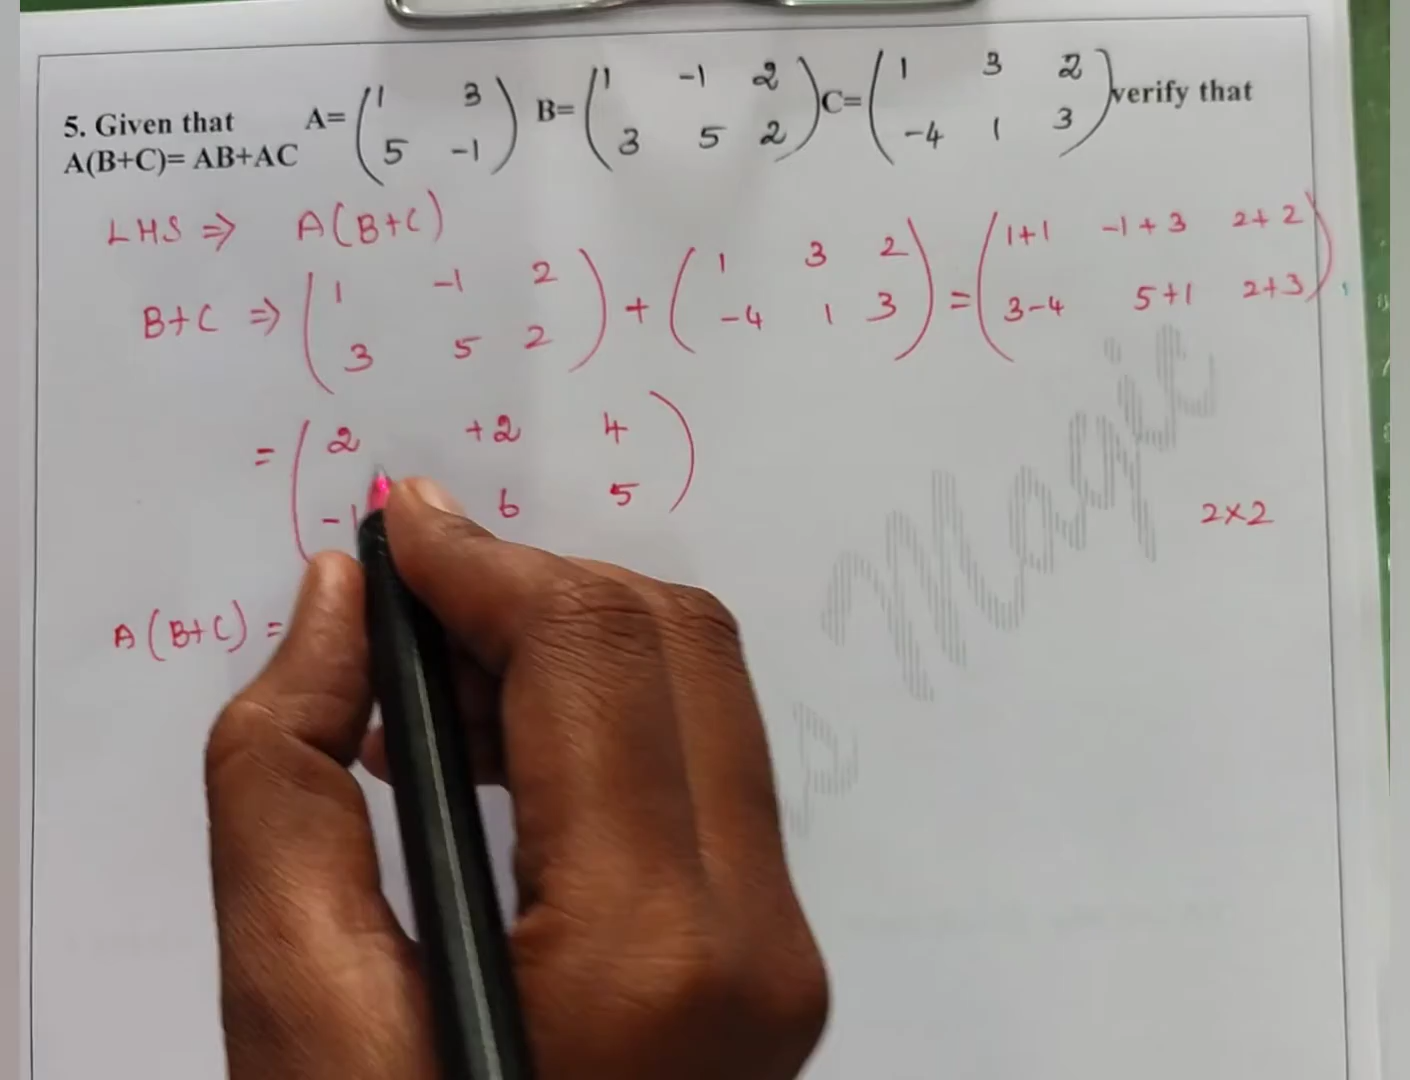 5. Given that A= ( 1 3 5 -1 ) B= ( 1 -1 2 3 5 2 ) C= ( 1 3 2 -4 1 3 ) verify that
A(B+C)= AB+AC
LHS ⇒ A(B+C)
B+C ⇒ ( 1 -1 2 3 5 2 ) + ( 1 3 2 -4 1 3 ) = ( 1+1 -1+3 2+2 3-4 5+1 2+3 )
= ( 2 +2 4 -1 6 5 )
2×2
A(B+C) =
Magic